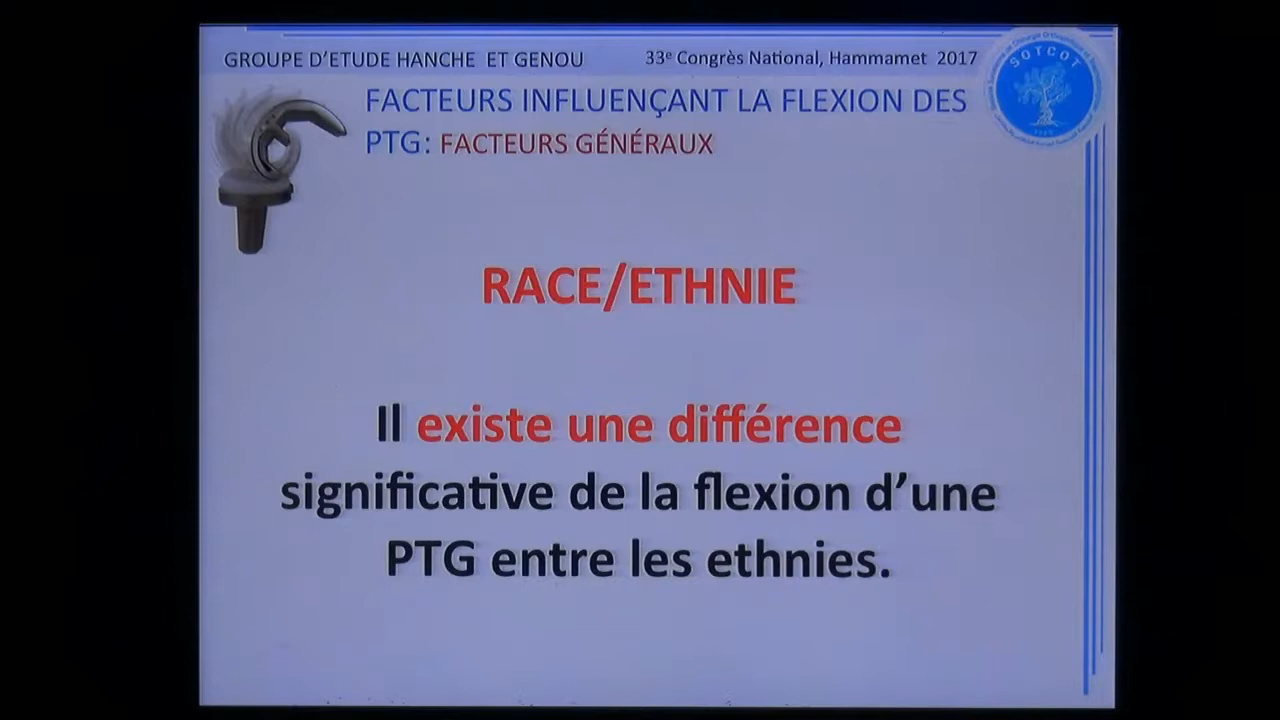 GROUPE D'ETUDE HANCHE ET GENOU
33e Congrès National, Hammamet 2017
SOTCOT
FACTEURS INFLUENÇANT LA FLEXION DES
PTG: FACTEURS GÉNÉRAUX
RACE/ETHNIE
Il existe une différence
significative de la flexion d’une
PTG entre les ethnies.